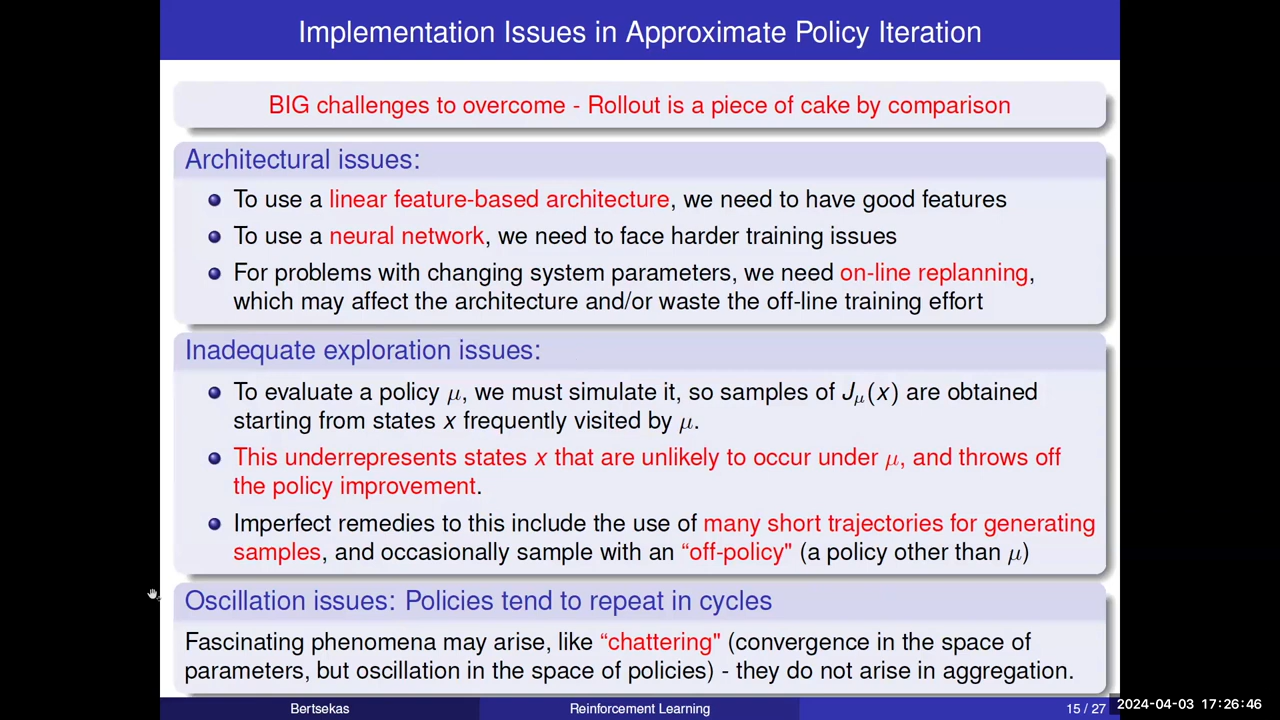 Implementation Issues in Approximate Policy Iteration
BIG challenges to overcome - Rollout is a piece of cake by comparison
Architectural issues:
To use a linear feature-based architecture, we need to have good features
To use a neural network, we need to face harder training issues
For problems with changing system parameters, we need on-line replanning,
which may affect the architecture and/or waste the off-line training effort
Inadequate exploration issues:
To evaluate a policy μ, we must simulate it, so samples of Jμ(x) are obtained
starting from states x frequently visited by μ.
This underrepresents states x that are unlikely to occur under μ, and throws off
the policy improvement.
Imperfect remedies to this include the use of many short trajectories for generating
samples, and occasionally sample with an “off-policy" (a policy other than μ)
Oscillation issues: Policies tend to repeat in cycles
Fascinating phenomena may arise, like “chattering" (convergence in the space of
parameters, but oscillation in the space of policies) - they do not arise in aggregation.
Bertsekas
Reinforcement Learning
15 / 27
2024-04-03 17:26:46